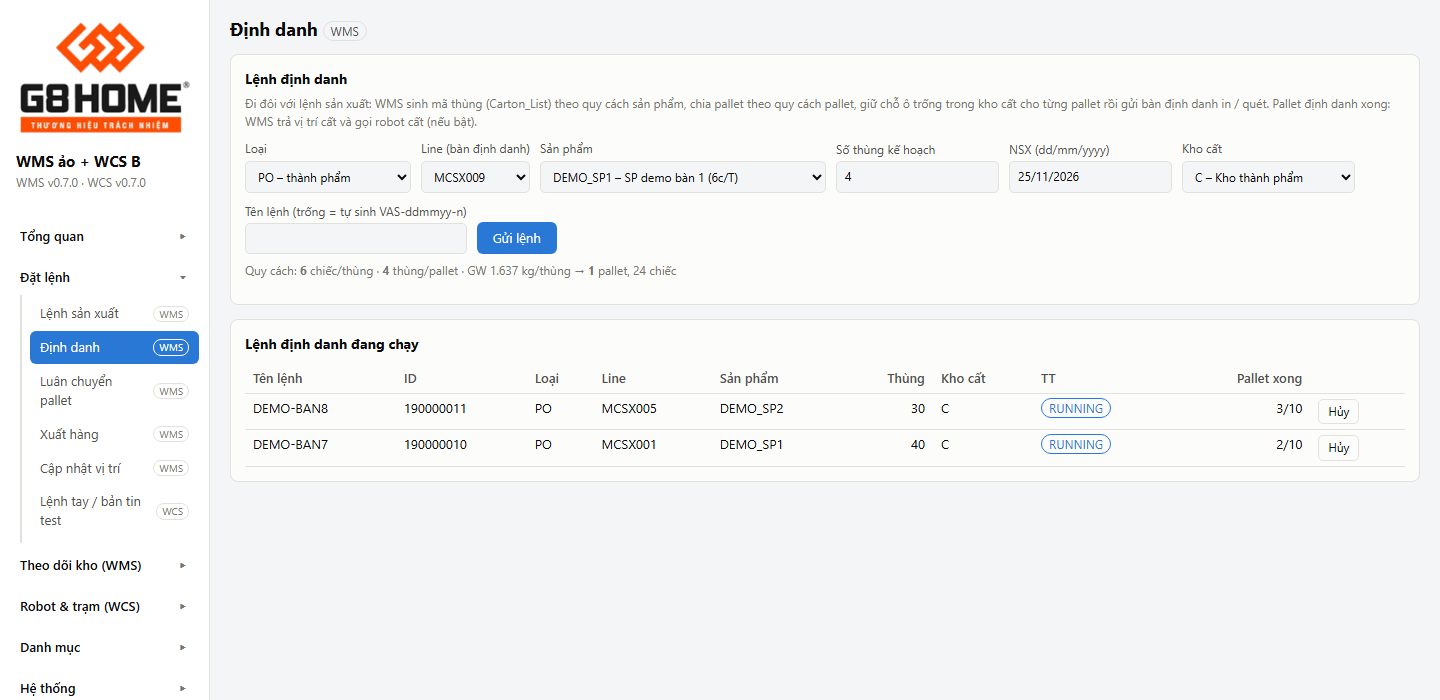 G8 HOME®
THƯƠNG HIỆU TRÁCH NHIỆM
WMS ảo + WCS B
WMS v0.7.0 · WCS v0.7.0
Tổng quan ▸
Đặt lệnh ▾
Lệnh sản xuất WMS
Định danh WMS
Luân chuyển
pallet WMS
Xuất hàng WMS
Cập nhật vị trí WMS
Lệnh tay / bản tin
test WCS
Theo dõi kho (WMS) ▸
Robot & trạm (WCS) ▸
Danh mục ▸
Hệ thống ▸
Định danh WMS
Lệnh định danh
Đi đôi với lệnh sản xuất: WMS sinh mã thùng (Carton_List) theo quy cách sản phẩm, chia pallet theo quy cách pallet, giữ chỗ ô trống trong kho cất cho từng pallet rồi gửi bàn định danh in / quét. Pallet định danh xong:
WMS trả vị trí cất và gọi robot cất (nếu bật).
Loại Line (bàn định danh) Sản phẩm Số thùng kế hoạch NSX (dd/mm/yyyy) Kho cất
PO – thành phẩm MCSX009 DEMO_SP1 – SP demo bàn 1 (6c/T) 4 25/11/2026 C – Kho thành phẩm
Tên lệnh (trống = tự sinh VAS-ddmmyy-n)
Gửi lệnh
Quy cách: 6 chiếc/thùng · 4 thùng/pallet · GW 1.637 kg/thùng → 1 pallet, 24 chiếc
Lệnh định danh đang chạy
Tên lệnh ID Loại Line Sản phẩm Thùng Kho cất TT Pallet xong
DEMO-BAN8 190000011 PO MCSX005 DEMO_SP2 30 C RUNNING 3/10 Hủy
DEMO-BAN7 190000010 PO MCSX001 DEMO_SP1 40 C RUNNING 2/10 Hủy